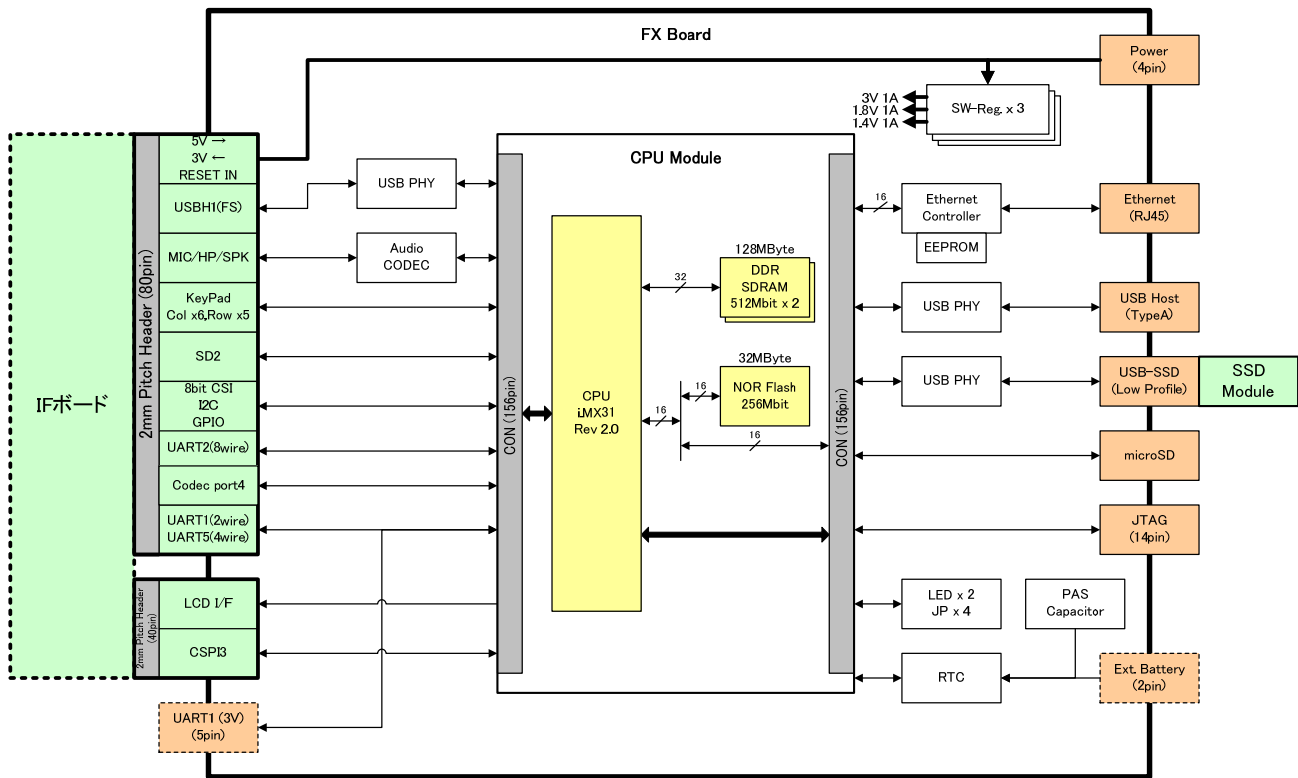 FX Board
Power
(4pin)
3V 1A
1.8V 1A
1.4V 1A
SW-Reg. x 3
IFボード
2mm Pitch Header (80pin)
5V →
3V ←
RESET IN
USBH1(FS)
MIC/HP/SPK
KeyPad
Col x6,Row x5
SD2
8bit CSI
I2C
GPIO
UART2(8wire)
Codec port4
UART1(2wire)
UART5(4wire)
2mm Pitch Header
(40pin)
LCD I/F
CSPI3
UART1 (3V)
(5pin)
USB PHY
Audio
CODEC
CPU Module
CON (156pin)
CPU
i.MX31
Rev 2.0
32
128MByte
DDR
SDRAM
512Mbit x 2
32MByte
NOR Flash
256Mbit
16
16
16
CON (156pin)
16
Ethernet
Controller
EEPROM
Ethernet
(RJ45)
USB PHY
USB Host
(TypeA)
USB PHY
USB-SSD
(Low Profile)
SSD
Module
microSD
JTAG
(14pin)
LED x 2
JP x 4
PAS
Capacitor
RTC
Ext. Battery
(2pin)